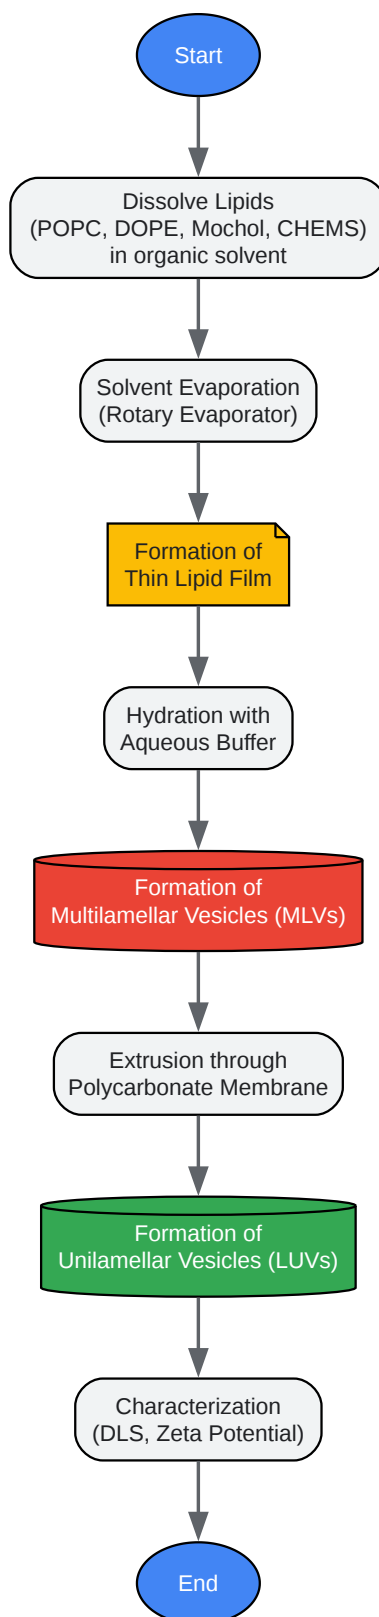 Start
Dissolve Lipids
(POPC, DOPE, Mochol, CHEMS)
in organic solvent
Solvent Evaporation
(Rotary Evaporator)
Formation of
Thin Lipid Film
Hydration with
Aqueous Buffer
Formation of
Multilamellar Vesicles (MLVs)
Extrusion through
Polycarbonate Membrane
Formation of
Unilamellar Vesicles (LUVs)
Characterization
(DLS, Zeta Potential)
End